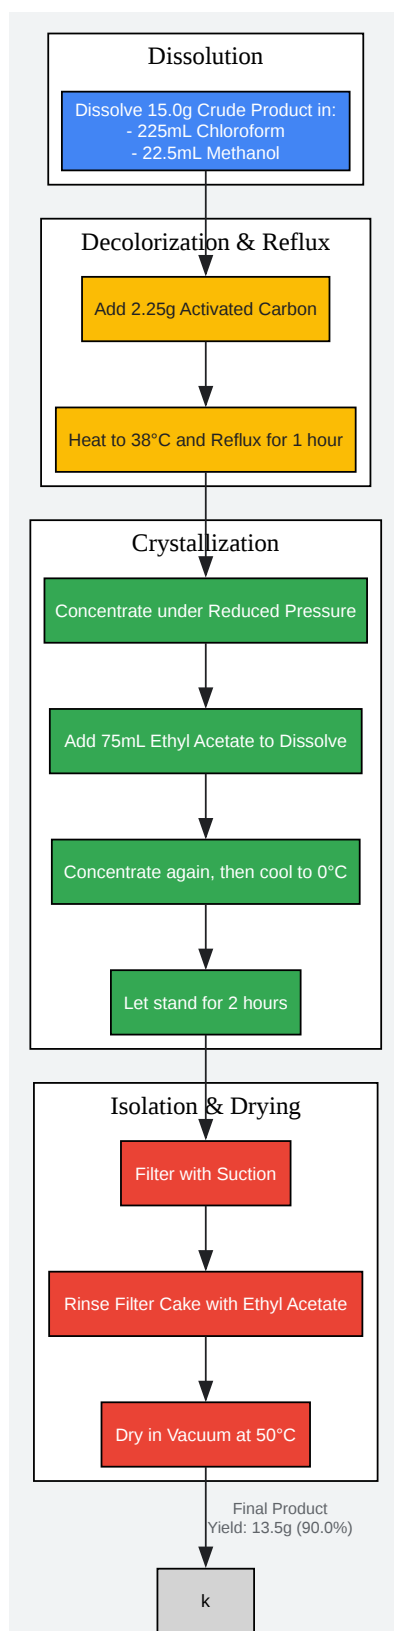 Dissolution
Dissolve 15.0g Crude Product in:
- 225mL Chloroform
- 22.5mL Methanol
Decolorization & Reflux
Add 2.25g Activated Carbon
Heat to 38°C and Reflux for 1 hour
Crystallization
Concentrate under Reduced Pressure
Add 75mL Ethyl Acetate to Dissolve
Concentrate again, then cool to 0°C
Let stand for 2 hours
Isolation & Drying
Filter with Suction
Rinse Filter Cake with Ethyl Acetate
Dry in Vacuum at 50°C
Final Product
Yield: 13.5g (90.0%)
k